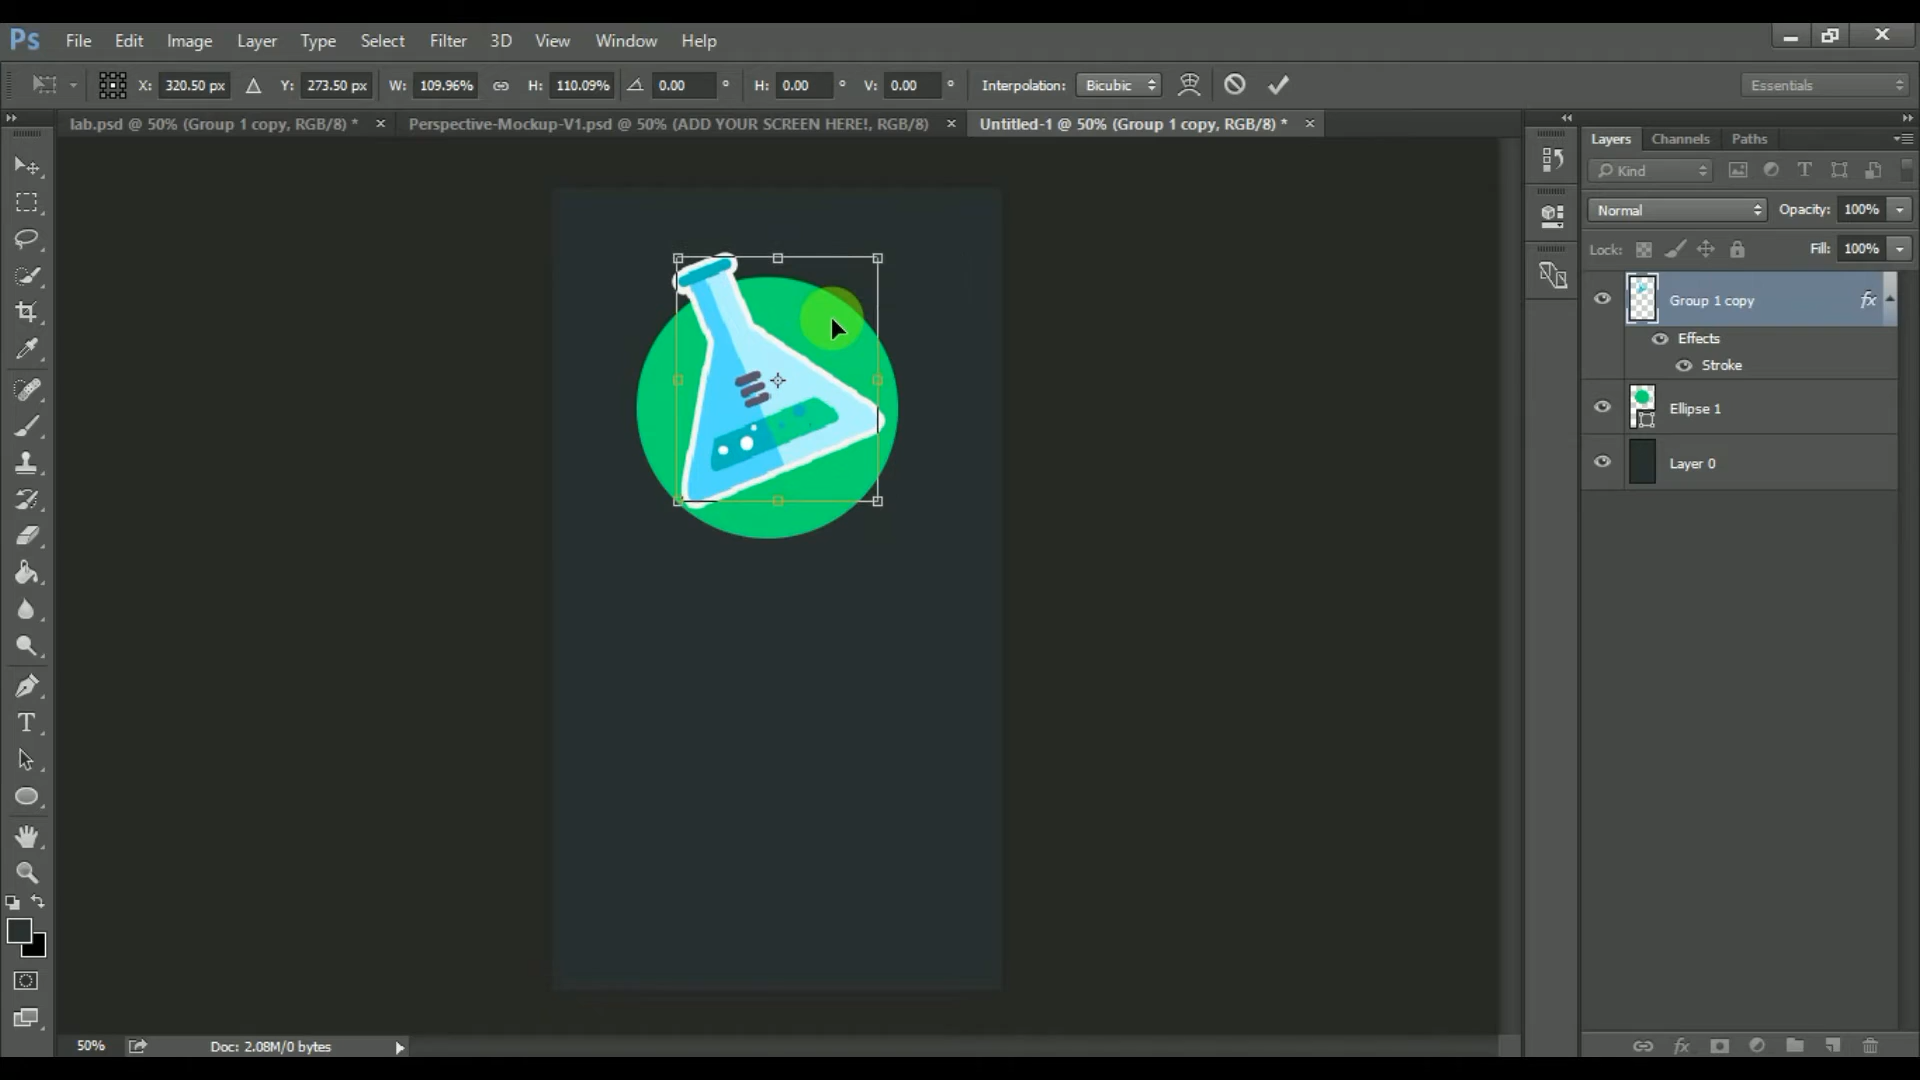 Ps File Edit Image Layer Type Select Filter 3D View Window Help
X: 320.50 px Y: 273.50 px W: 109.96% H: 110.09% 0.00 ° H: 0.00 ° V: 0.00 ° Interpolation: Bicubic Essentials
lab.psd @ 50% (Group 1 copy, RGB/8) * × Perspective-Mockup-V1.psd @ 50% (ADD YOUR SCREEN HERE!, RGB/8) × Untitled-1 @ 50% (Group 1 copy, RGB/8) * ×
Layers Channels Paths
Kind
Normal Opacity: 100%
Lock: Fill: 100%
Group 1 copy fx
Effects
Stroke
Ellipse 1
Layer 0
50% Doc: 2.08M/0 bytes
fx